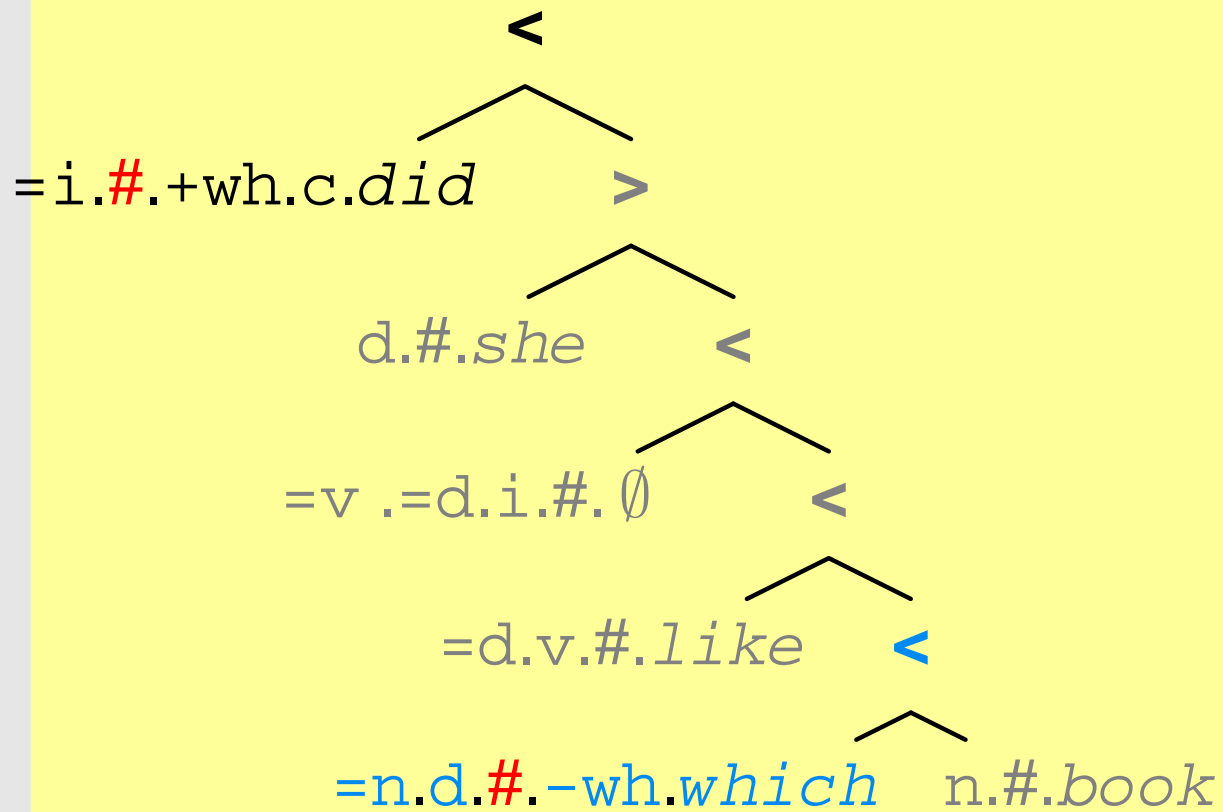 <
=i.#.+wh.c.did >
d.#.she <
=v .=d.i.#.∅ <
=d.v.#.like <
=n.d.#.-wh.which n.#.book